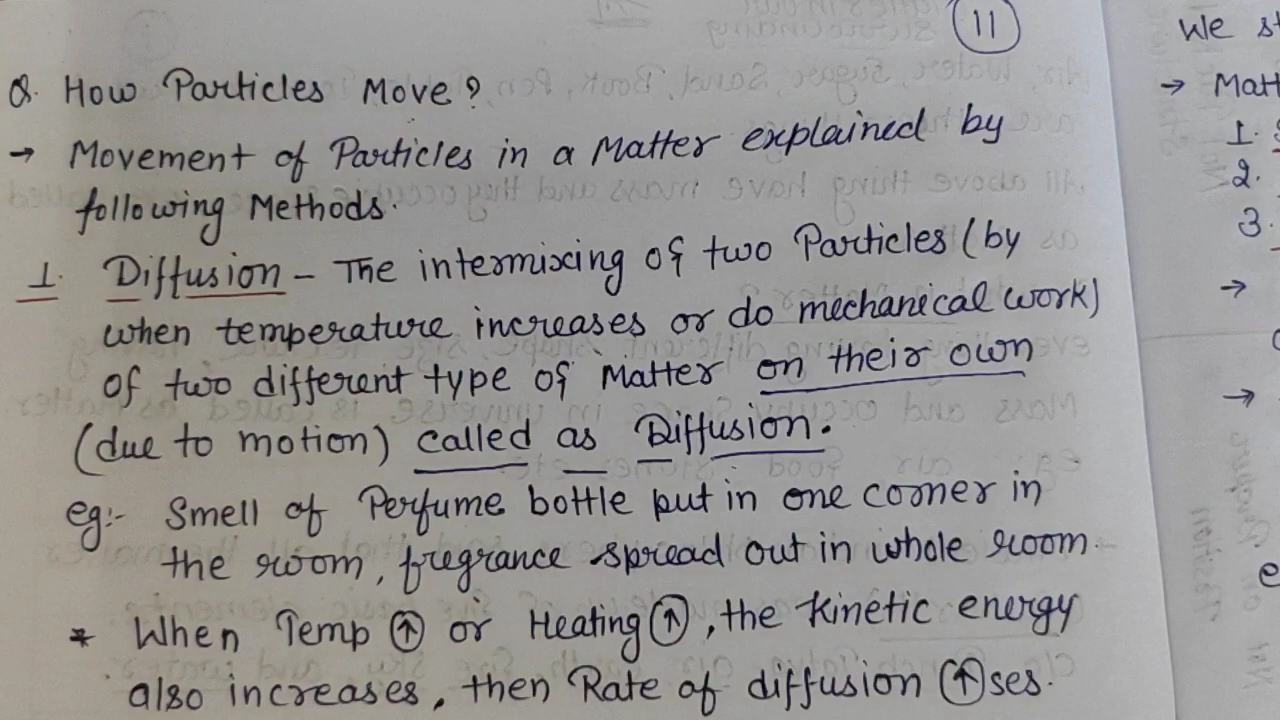 11
Q. How Particles Move?
→ Movement of Particles in a Matter explained by
following Methods.
1. Diffusion - The intermixing of two Particles (by
when temperature increases or do mechanical work)
of two different type of Matter on their own
(due to motion) called as Diffusion.
eg:- Smell of Perfume bottle put in one corner in
the room, fregrance spread out in whole room.
* When Temp ↑ or Heating ↑, the Kinetic energy
also increases, then Rate of diffusion (↑)ses.
We
→
1.
2.
3.
→
→